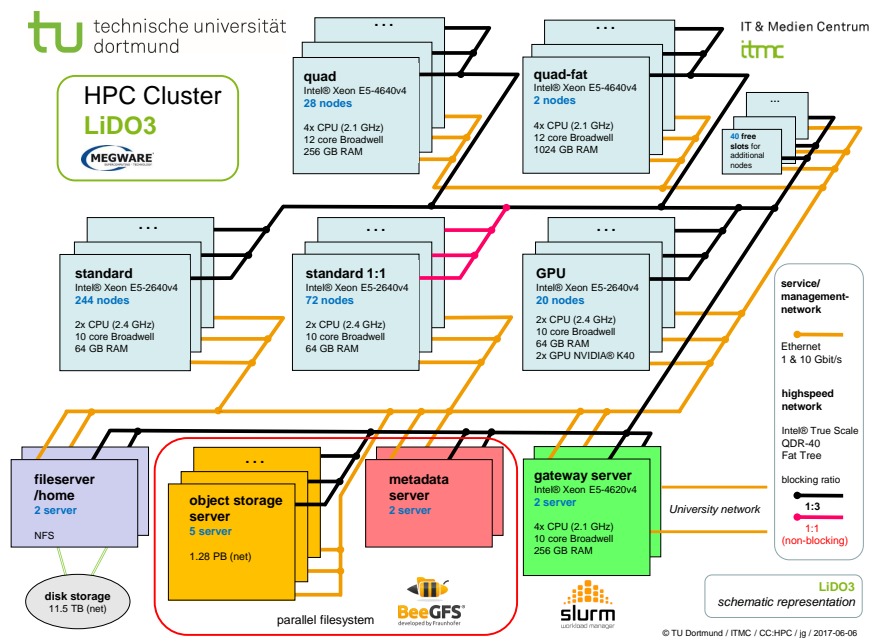 tu technische universität
dortmund
IT & Medien Centrum
itmc
HPC Cluster
LiDO3
MEGWARE
quad
Intel® Xeon E5-4640v4
28 nodes
4x CPU (2.1 GHz)
12 core Broadwell
256 GB RAM
quad-fat
Intel® Xeon E5-4640v4
2 nodes
4x CPU (2.1 GHz)
12 core Broadwell
1024 GB RAM
...
40 free
slots for
additional
nodes
...
standard
Intel® Xeon E5-2640v4
244 nodes
2x CPU (2.4 GHz)
10 core Broadwell
64 GB RAM
...
standard 1:1
Intel® Xeon E5-2640v4
72 nodes
2x CPU (2.4 GHz)
10 core Broadwell
64 GB RAM
...
GPU
Intel® Xeon E5-2640v4
20 nodes
2x CPU (2.4 GHz)
10 core Broadwell
64 GB RAM
2x GPU NVIDIA® K40
service/
management-
network
Ethernet
1 & 10 Gbit/s
highspeed
network
Intel® True Scale
QDR-40
Fat Tree
blocking ratio
1:3
1:1
(non-blocking)
fileserver
/home
2 server
NFS
disk storage
11.5 TB (net)
...
object storage
server
5 server
1.28 PB (net)
metadata
server
2 server
parallel filesystem
BeeGFS®
developed by Fraunhofer
gateway server
Intel® Xeon E5-4620v4
2 server
4x CPU (2.1 GHz)
10 core Broadwell
256 GB RAM
University network
slurm
workload manager
LiDO3
schematic representation
© TU Dortmund / ITMC / CC:HPC / jg / 2017-06-06